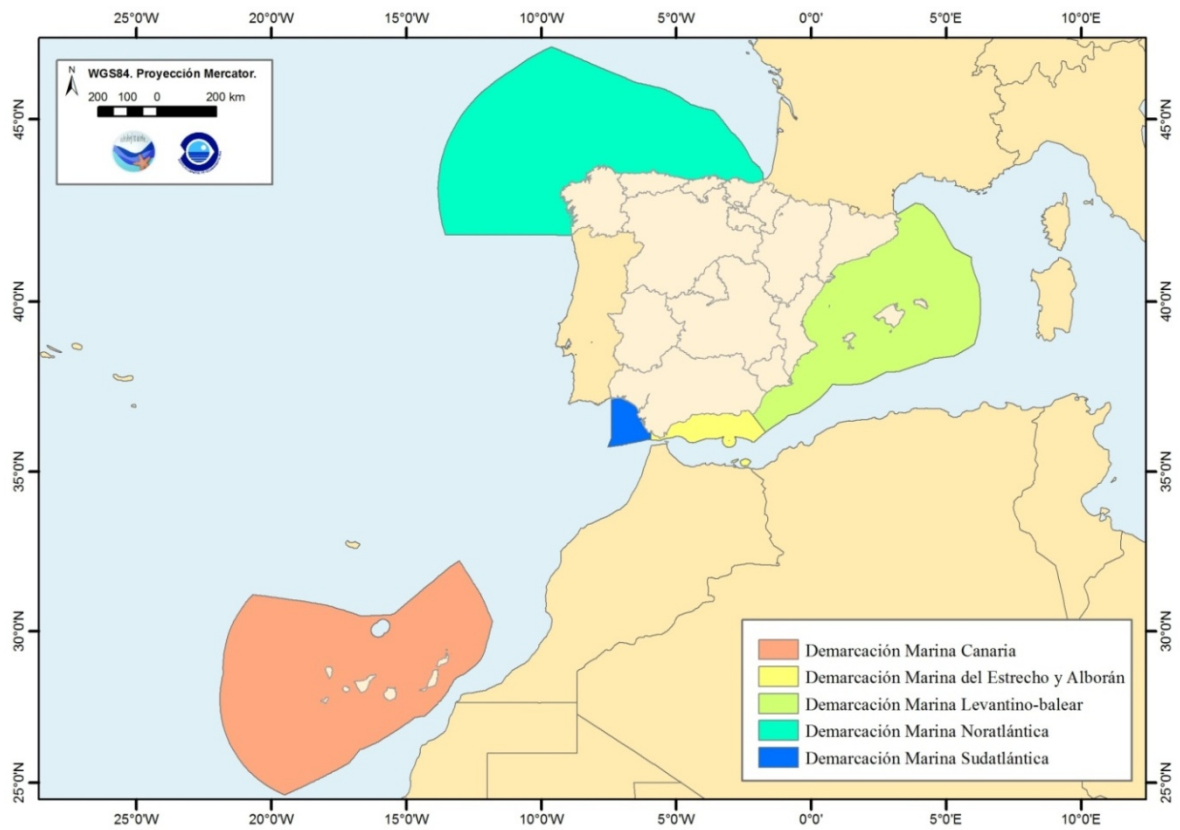 20°0'W 15°0'W 10°0'W 5°0'W 0°0' 5°0'E 10°0'E
N
WGS84. Proyección Mercator.
200 100 0 200 km
45°0'N 45°0'N
40°0'N 40°0'N
35°0'N 35°0'N
30°0'N 30°0'N
25°0'N 25°0'N
Demarcación Marina Canaria
Demarcación Marina del Estrecho y Alborán
Demarcación Marina Levantino-balear
Demarcación Marina Noratlántica
Demarcación Marina Sudatlántica
25°0'W 20°0'W 15°0'W 10°0'W 5°0'W 0°0' 5°0'E 10°0'E